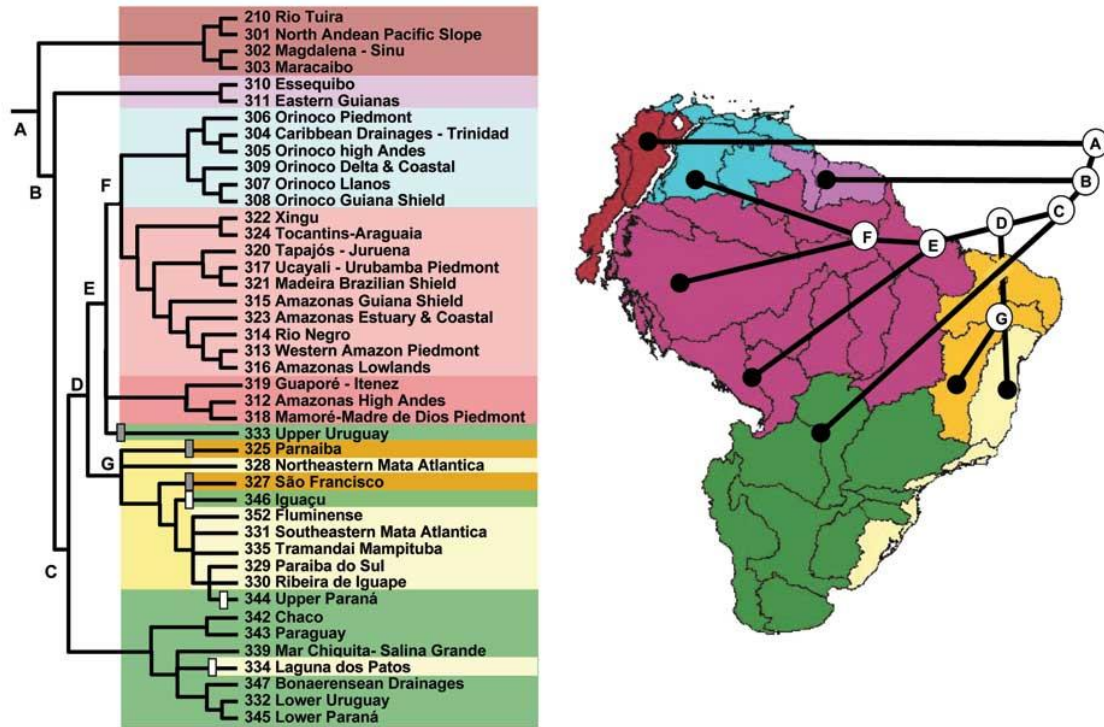 210 Rio Tuira
301 North Andean Pacific Slope
302 Magdalena - Sinu
303 Maracaibo
310 Essequibo
311 Eastern Guianas
306 Orinoco Piedmont
304 Caribbean Drainages - Trinidad
305 Orinoco high Andes
309 Orinoco Delta & Coastal
307 Orinoco Llanos
308 Orinoco Guiana Shield
322 Xingu
324 Tocantins-Araguaia
320 Tapajós - Juruena
317 Ucayali - Urubamba Piedmont
321 Madeira Brazilian Shield
315 Amazonas Guiana Shield
323 Amazonas Estuary & Coastal
314 Rio Negro
313 Western Amazon Piedmont
316 Amazonas Lowlands
319 Guaporé - Itenez
312 Amazonas High Andes
318 Mamoré-Madre de Dios Piedmont
333 Upper Uruguay
325 Parnaiba
328 Northeastern Mata Atlantica
327 São Francisco
346 Iguaçu
352 Fluminense
331 Southeastern Mata Atlantica
335 Tramandai Mampituba
329 Paraiba do Sul
330 Ribeira de Iguape
344 Upper Paraná
342 Chaco
343 Paraguay
339 Mar Chiquita- Salina Grande
334 Laguna dos Patos
347 Bonaerensean Drainages
332 Lower Uruguay
345 Lower Paraná
A
B
F
E
D
G
C
A
B
C
D
F
E
G